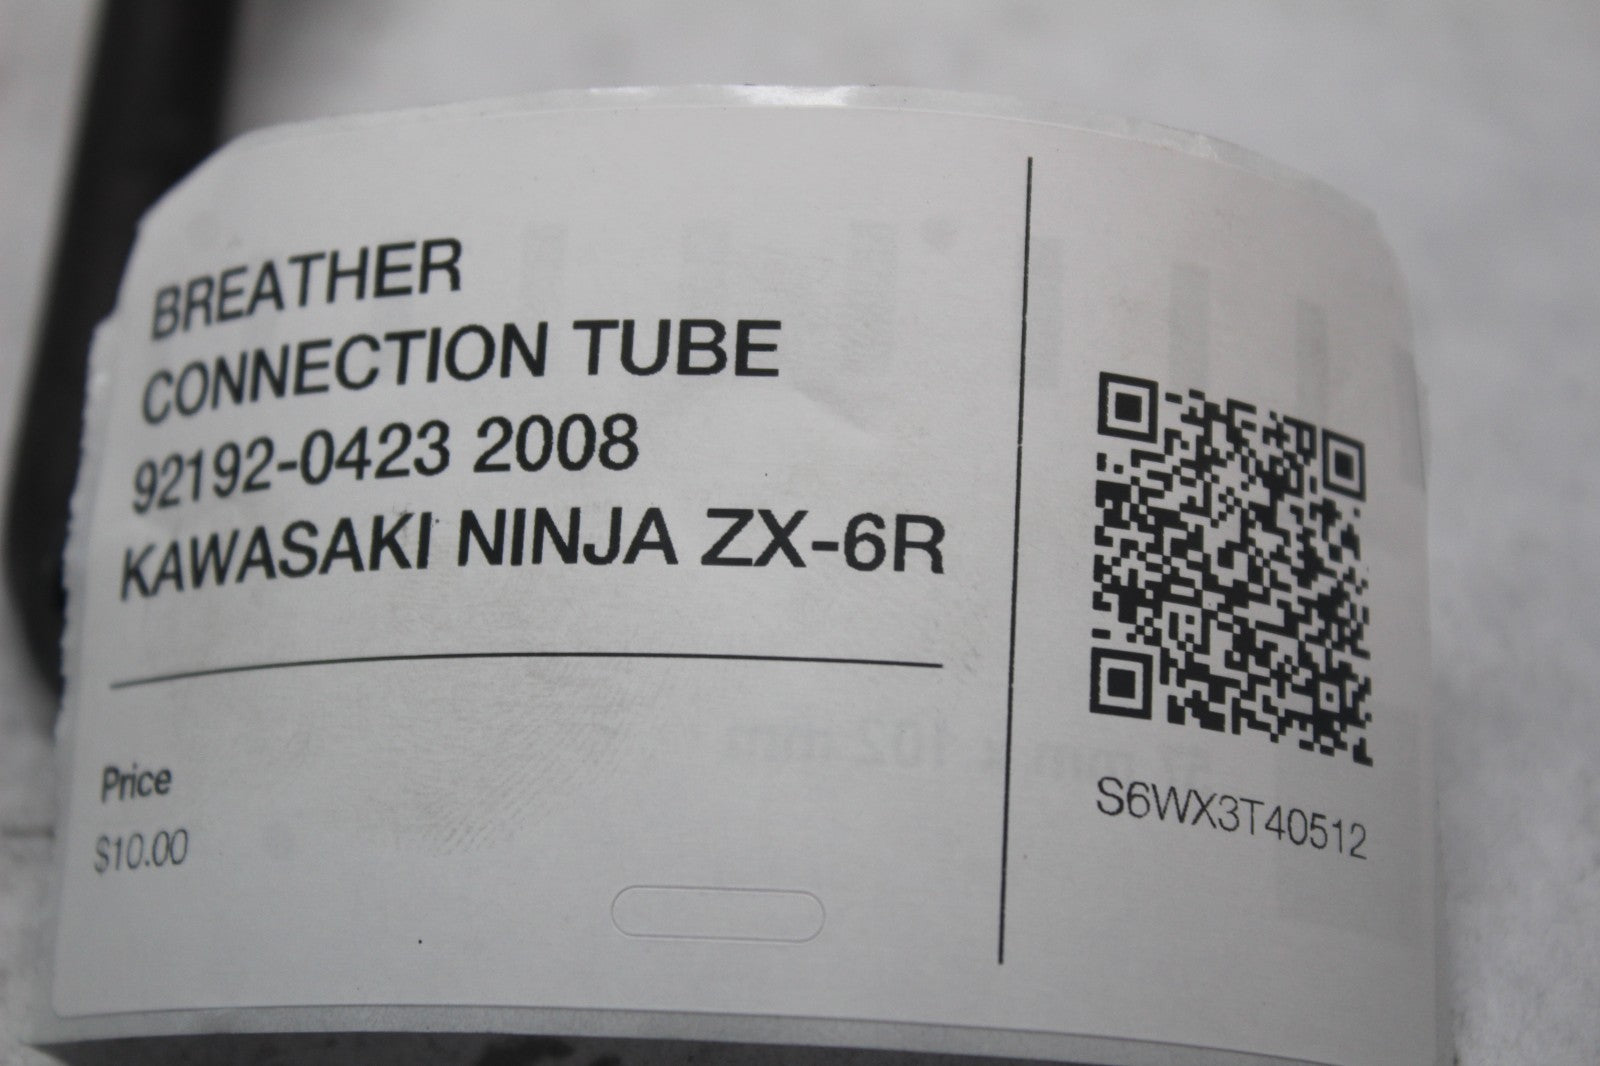 BREATHER
CONNECTION TUBE
92192-0423 2008
KAWASAKI NINJA ZX-6R
Price
$10.00
S6WX3T40512